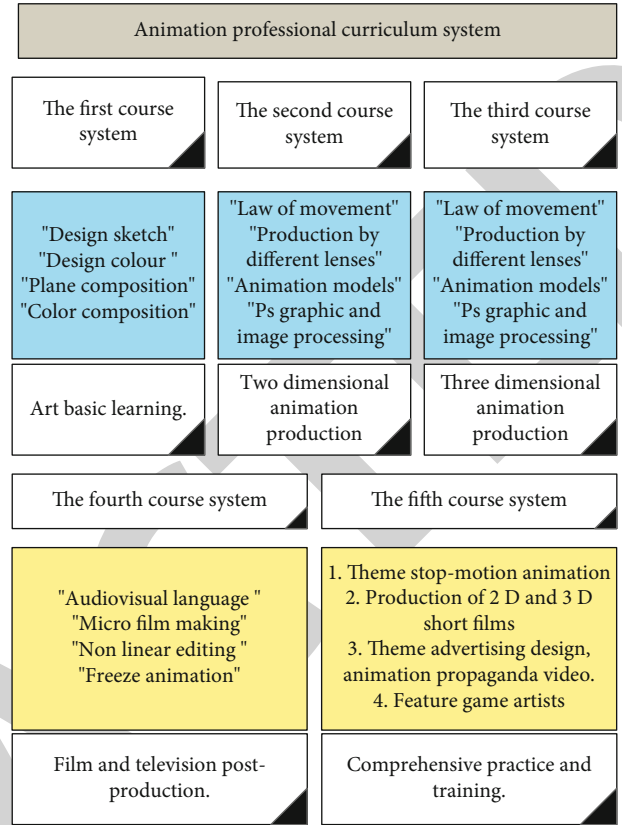 Animation professional curriculum system
The first course
system
The second course
system
The third course
system
"Design sketch"
"Design colour "
"Plane composition"
"Color composition"
"Law of movement"
"Production by
different lenses"
"Animation models"
"Ps graphic and
image processing"
"Law of movement"
"Production by
different lenses"
"Animation models"
"Ps graphic and
image processing"
Art basic learning.
Two dimensional
animation
production
Three dimensional
animation
production
The fourth course system
The fifth course system
"Audiovisual language "
"Micro film making"
"Non linear editing "
"Freeze animation"
1. Theme stop-motion animation
2. Production of 2 D and 3 D
short films
3. Theme advertising design,
animation propaganda video.
4. Feature game artists
Film and television post-
production.
Comprehensive practice and
training.